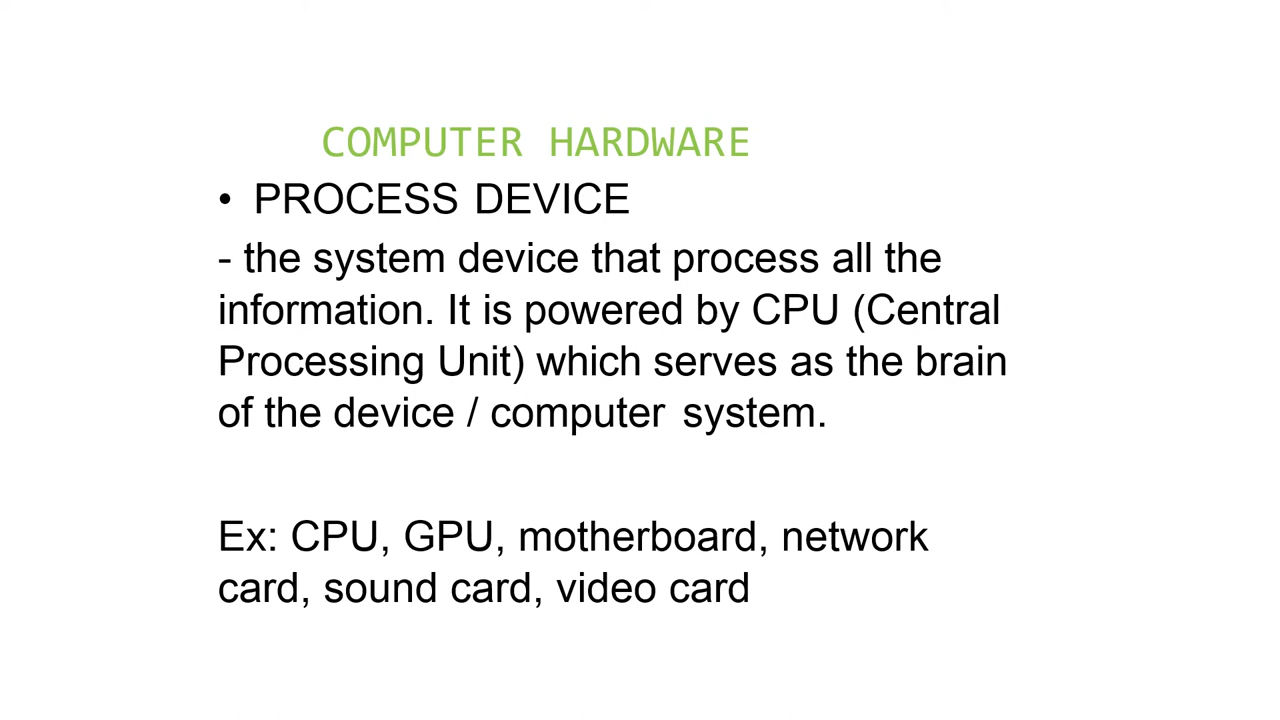 COMPUTER HARDWARE
• PROCESS DEVICE
- the system device that process all the
information. It is powered by CPU (Central
Processing Unit) which serves as the brain
of the device / computer system.
Ex: CPU, GPU, motherboard, network
card, sound card, video card